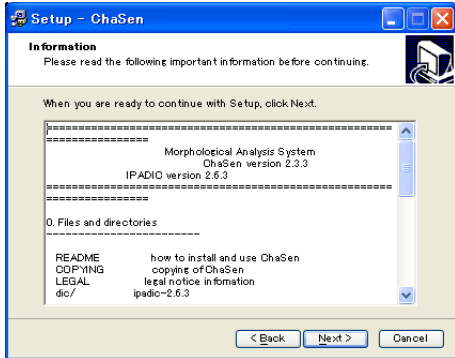 Setup - ChaSen
Information
Please read the following important information before continuing.
When you are ready to continue with Setup, click Next.
==========================================================
=================
Morphological Analysis System
ChaSen version 2.3.3
IPADIC version 2.6.3
==========================================================
=================
0. Files and directories
--------------------------
README how to install and use ChaSen
COPYING copying of ChaSen
LEGAL legal notice infomation
dic/ ipadic-2.6.3
< Back Next > Cancel